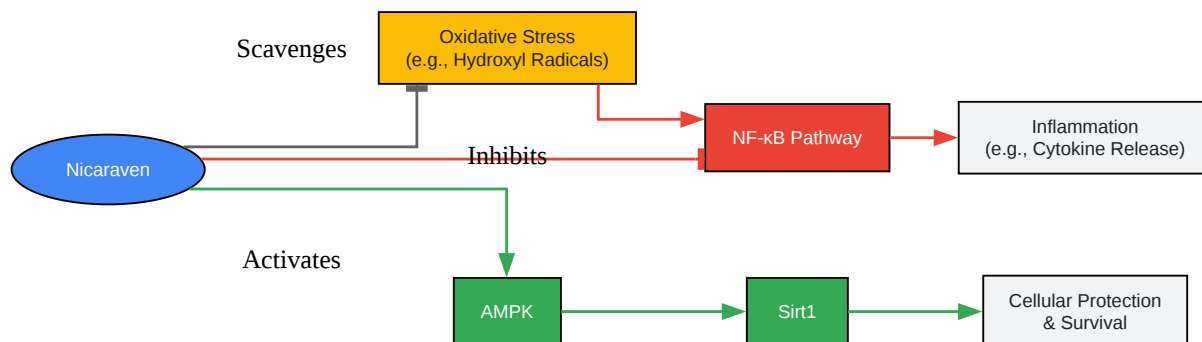 Scavenges
Oxidative Stress
(e.g., Hydroxyl Radicals)
Nicaraven
Inhibits
NF-κB Pathway
Inflammation
(e.g., Cytokine Release)
Activates
AMPK
Sirt1
Cellular Protection
& Survival